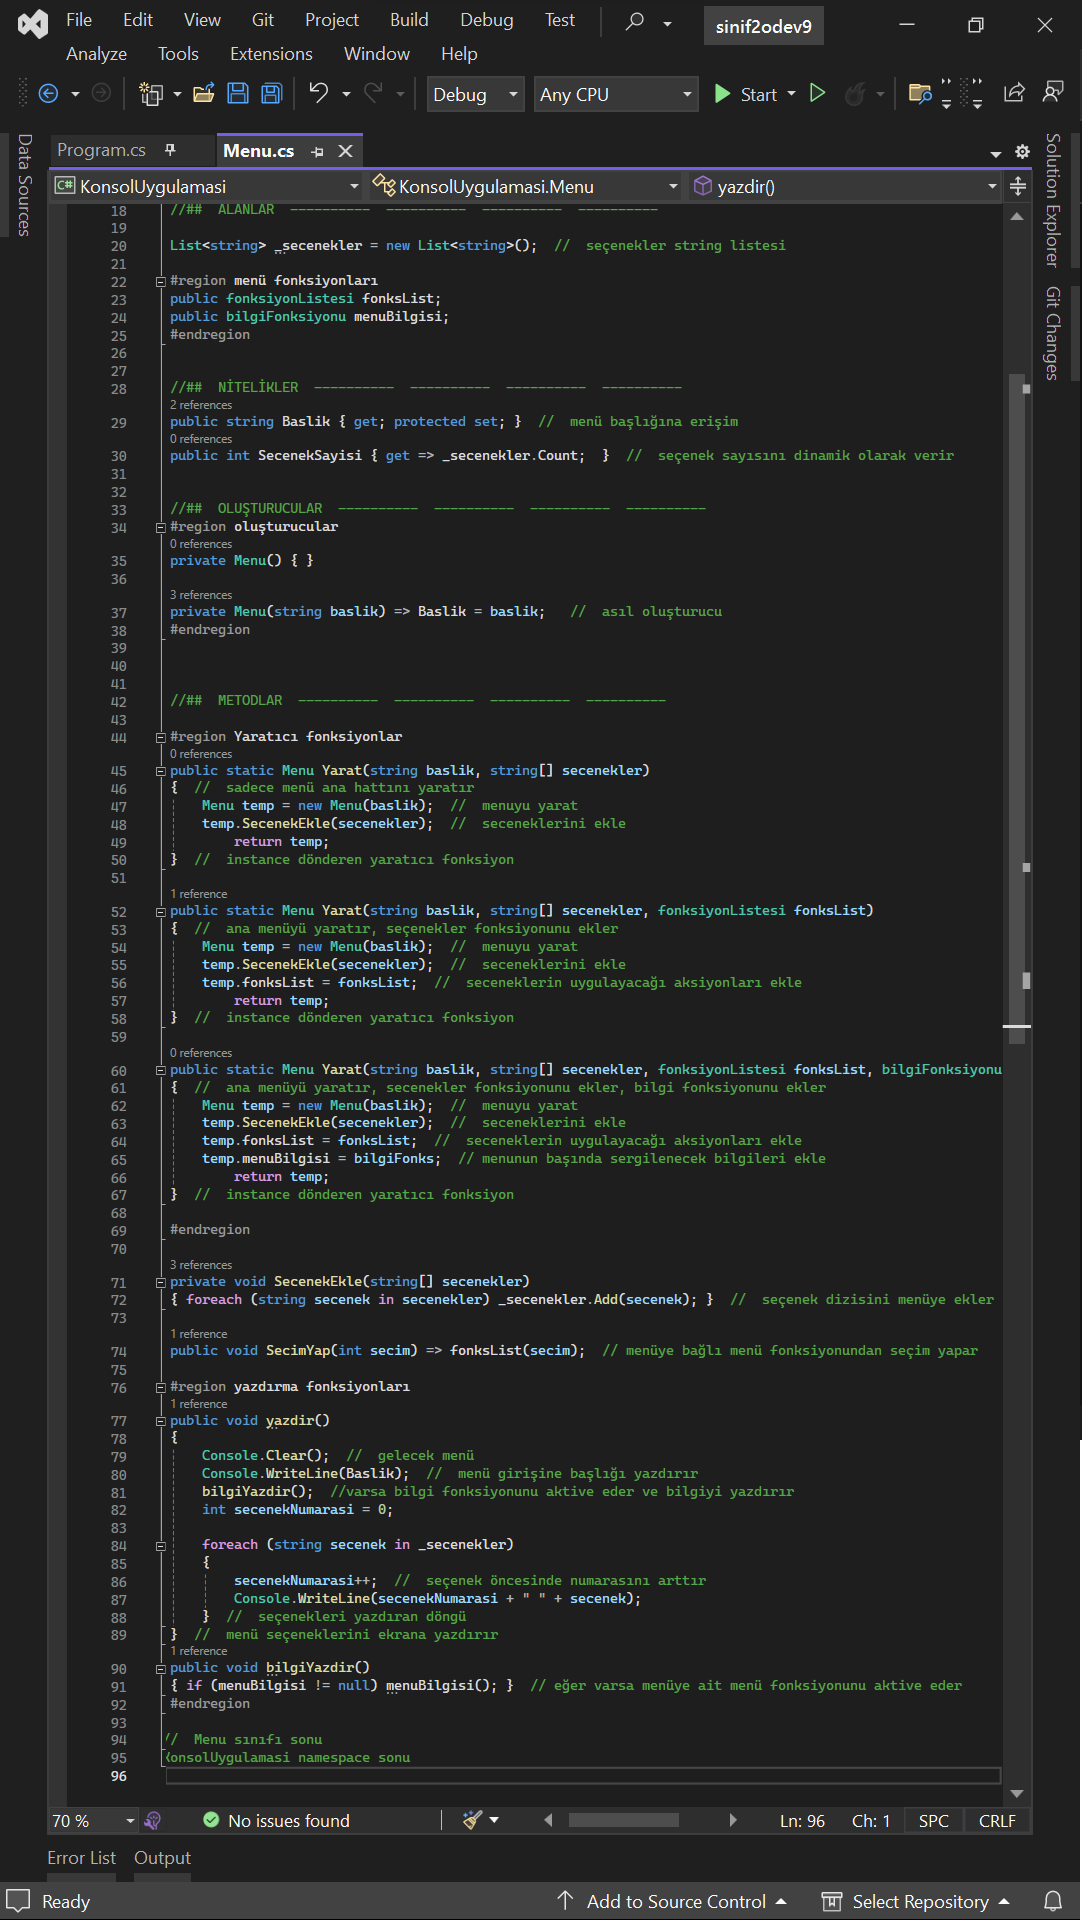 File Edit View Git Project Build Debug Test sinif2odev9
Analyze Tools Extensions Window Help
Debug Any CPU Start
Data Sources
Program.cs Menu.cs
C# KonsolUygulamasi KonsolUygulamasi.Menu yazdir()
Solution Explorer
Git Changes
18 //## ALANLAR ---------- ---------- ---------- ----------
19
20 List<string> _secenekler = new List<string>(); // seçenekler string listesi
21
22 #region menü fonksiyonları
23 public fonksiyonListesi fonksList;
24 public bilgiFonksiyonu menuBilgisi;
25 #endregion
26
27
28 //## NİTELİKLER ---------- ---------- ---------- ----------
2 references
29 public string Baslik { get; protected set; } // menü başlığına erişim
0 references
30 public int SecenekSayisi { get => _secenekler.Count; } // seçenek sayısını dinamik olarak verir
31
32
33 //## OLUŞTURUCULAR ---------- ---------- ---------- ----------
34 #region oluşturucular
0 references
35 private Menu() { }
36
3 references
37 private Menu(string baslik) => Baslik = baslik; // asıl oluşturucu
38 #endregion
39
40
41
42 //## METODLAR ---------- ---------- ---------- ----------
43
44 #region Yaratıcı fonksiyonlar
0 references
45 public static Menu Yarat(string baslik, string[] secenekler)
46 { // sadece menü ana hattını yaratır
47 Menu temp = new Menu(baslik); // menuyu yarat
48 temp.SecenekEkle(secenekler); // seceneklerini ekle
49 return temp;
50 } // instance dönderen yaratıcı fonksiyon
51
1 reference
52 public static Menu Yarat(string baslik, string[] secenekler, fonksiyonListesi fonksList)
53 { // ana menüyü yaratır, seçenekler fonksiyonunu ekler
54 Menu temp = new Menu(baslik); // menuyu yarat
55 temp.SecenekEkle(secenekler); // seceneklerini ekle
56 temp.fonksList = fonksList; // seceneklerin uygulayacağı aksiyonları ekle
57 return temp;
58 } // instance dönderen yaratıcı fonksiyon
59
0 references
60 public static Menu Yarat(string baslik, string[] secenekler, fonksiyonListesi fonksList, bilgiFonksiyonu
61 { // ana menüyü yaratır, secenekler fonksiyonunu ekler, bilgi fonksiyonunu ekler
62 Menu temp = new Menu(baslik); // menuyu yarat
63 temp.SecenekEkle(secenekler); // seceneklerini ekle
64 temp.fonksList = fonksList; // seceneklerin uygulayacağı aksiyonları ekle
65 temp.menuBilgisi = bilgiFonks; // menunun başında sergilenecek bilgileri ekle
66 return temp;
67 } // instance dönderen yaratıcı fonksiyon
68
69 #endregion
70
3 references
71 private void SecenekEkle(string[] secenekler)
72 { foreach (string secenek in secenekler) _secenekler.Add(secenek); } // seçenek dizisini menüye ekler
73
1 reference
74 public void SecimYap(int secim) => fonksList(secim); // menüye bağlı menü fonksiyonundan seçim yapar
75
76 #region yazdırma fonksiyonları
1 reference
77 public void yazdir()
78 {
79 Console.Clear(); // gelecek menü
80 Console.WriteLine(Baslik); // menü girişine başlığı yazdırır
81 bilgiYazdir(); //varsa bilgi fonksiyonunu aktive eder ve bilgiyi yazdırır
82 int secenekNumarasi = 0;
83
84 foreach (string secenek in _secenekler)
85 {
86 secenekNumarasi++; // seçenek öncesinde numarasını arttır
87 Console.WriteLine(secenekNumarasi + " " + secenek);
88 } // seçenekleri yazdıran döngü
89 } // menü seçeneklerini ekrana yazdırır
1 reference
90 public void bilgiYazdir()
91 { if (menuBilgisi != null) menuBilgisi(); } // eğer varsa menüye ait menü fonksiyonunu aktive eder
92 #endregion
93
94 // Menu sınıfı sonu
95 KonsolUygulamasi namespace sonu
96
70 % No issues found Ln: 96 Ch: 1 SPC CRLF
Error List Output
Ready Add to Source Control Select Repository